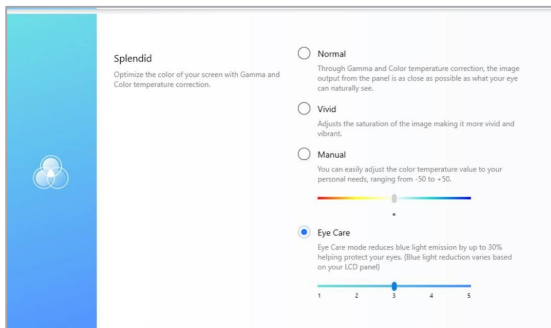 Splendid
Optimize the color of your screen with Gamma and
Color temperature correction.
Normal
Through Gamma and Color temperature correction, the image
output from the panel is as close as possible as what your eye
can naturally see.
Vivid
Adjusts the saturation of the image making it more vivid and
vibrant.
Manual
You can easily adjust the color temperature value to your
personal needs, ranging from -50 to +50.
Eye Care
Eye Care mode reduces blue light emission by up to 30%
helping protect your eyes. (Blue light reduction varies based
on your LCD panel)
1 2 3 4 5